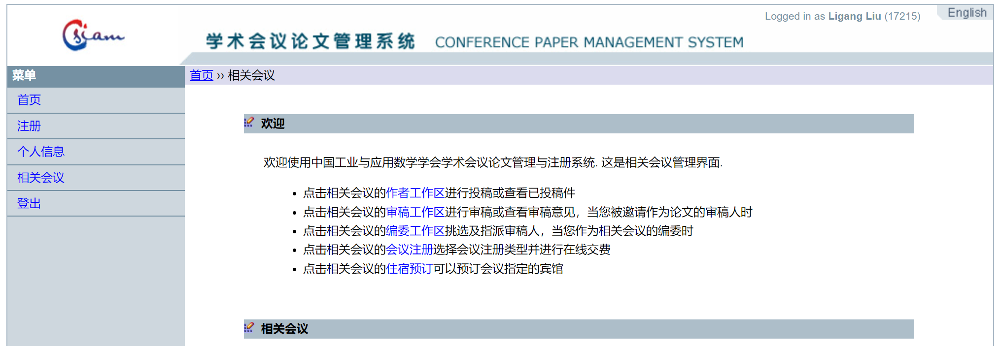 Logged in as Ligang Liu (17215)
English
Csiam
学术会议论文管理系统 CONFERENCE PAPER MANAGEMENT SYSTEM
菜单
首页 ›› 相关会议
首页
注册
个人信息
相关会议
登出
欢迎
欢迎使用中国工业与应用数学学会学术会议论文管理与注册系统. 这是相关会议管理界面.
• 点击相关会议的作者工作区进行投稿或查看已投稿件
• 点击相关会议的审稿工作区进行审稿或查看审稿意见，当您被邀请作为论文的审稿人时
• 点击相关会议的编委工作区挑选及指派审稿人，当您作为相关会议的编委时
• 点击相关会议的会议注册选择会议注册类型并进行在线交费
• 点击相关会议的住宿预订可以预订会议指定的宾馆
相关会议